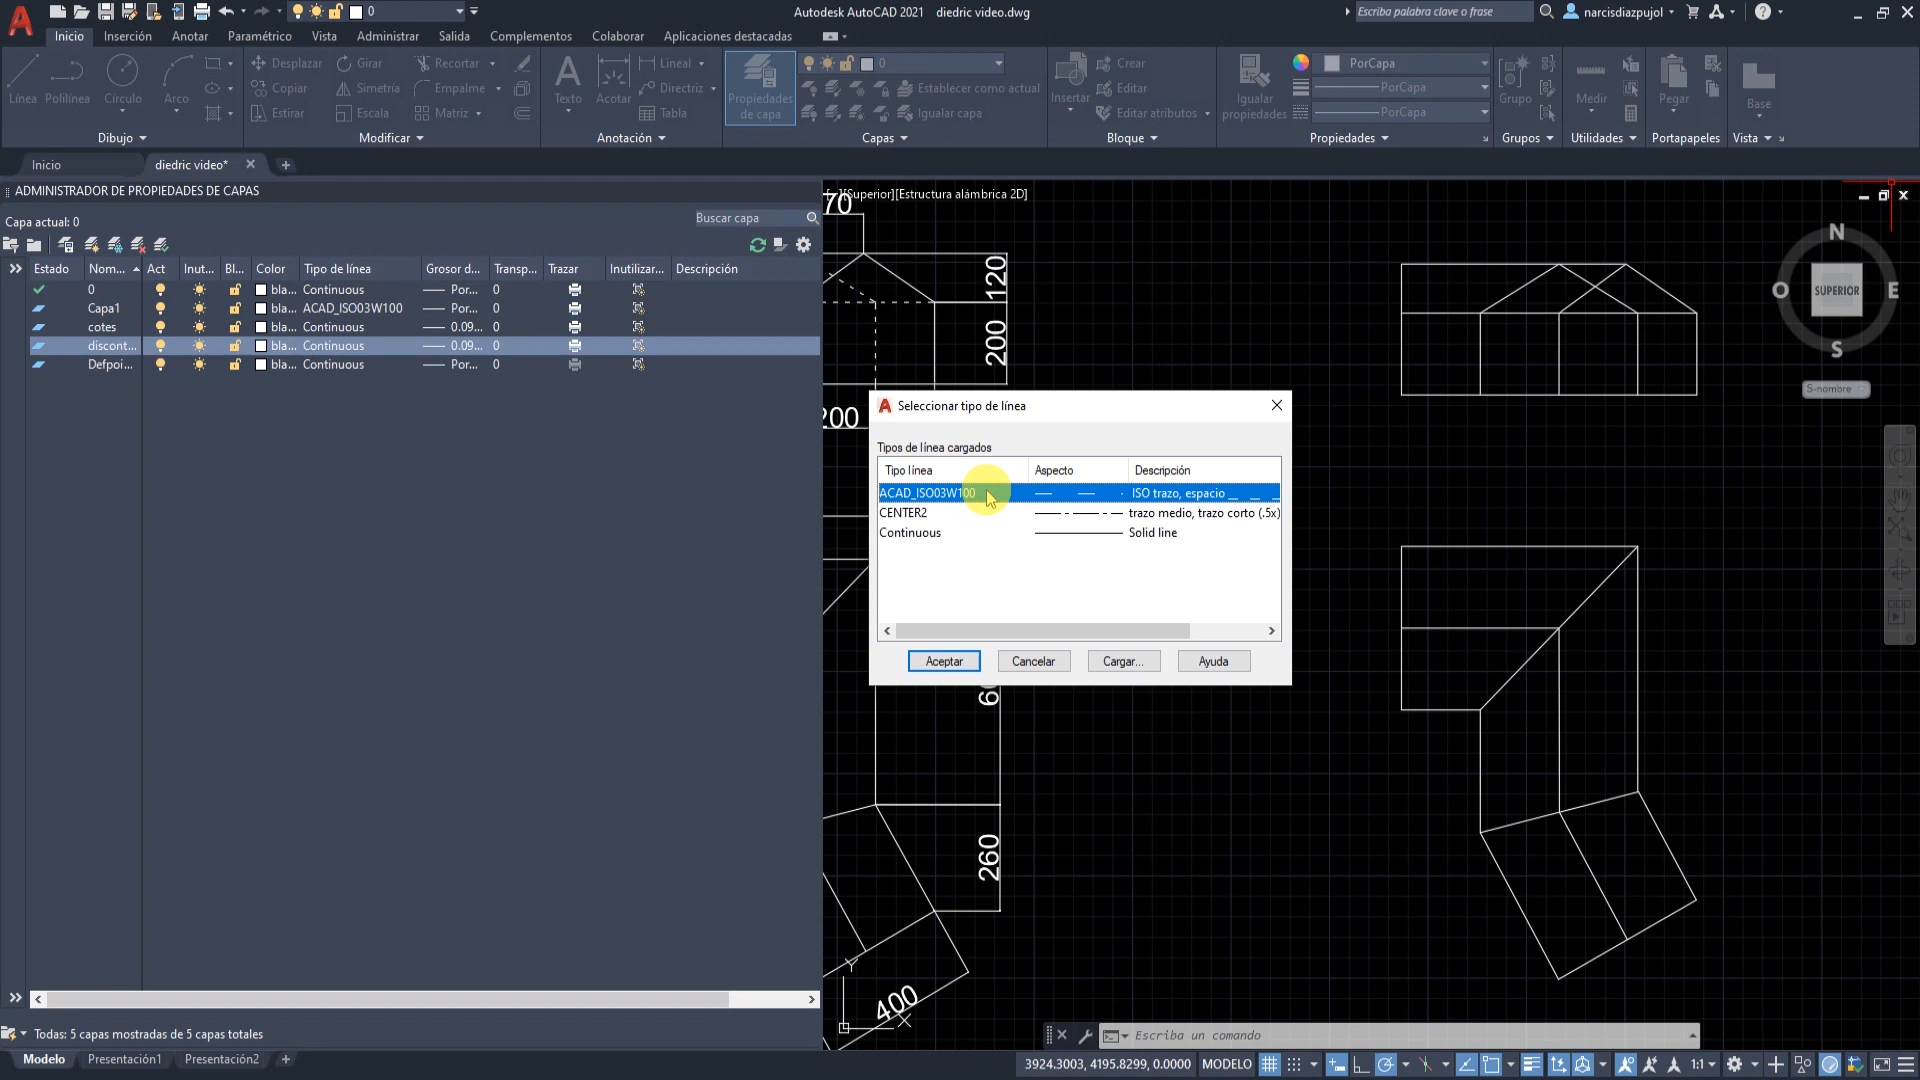 0
Autodesk AutoCAD 2021 diedric video.dwg
Escriba palabra clave o frase
narcisdiazpujol
Inicio Inserción Anotar Paramétrico Vista Administrar Salida Complementos Colaborar Aplicaciones destacadas
Línea Polilínea Círculo Arco
Desplazar Girar Recortar
Copiar Simetría Empalme
Estirar Escala Matriz
Texto Acotar
Lineal
Directriz
Tabla
Propiedades de capa
0
Establecer como actual
Igualar capa
Insertar
Crear
Editar
Editar atributos
Igualar propiedades
PorCapa
PorCapa
PorCapa
Grupo
Medir
Pegar
Base
Dibujo Modificar Anotación Capas Bloque Propiedades Grupos Utilidades Portapapeles Vista
Inicio diedric video*
ADMINISTRADOR DE PROPIEDADES DE CAPAS
Capa actual: 0
Buscar capa
Estado Nom... Act Inut... Bl... Color Tipo de línea Grosor d... Transp... Trazar Inutilizar... Descripción
0 bla... Continuous Por... 0
Capa1 bla... ACAD_ISO03W100 Por... 0
cotes bla... Continuous 0.09... 0
discont... bla... Continuous 0.09... 0
Defpoi... bla... Continuous Por... 0
Todas: 5 capas mostradas de 5 capas totales
Modelo Presentación1 Presentación2
[Superior][Estructura alámbrica 2D]
70
120
200
200
260
400
Y
X
N
O SUPERIOR E
S
S-nombre
Seleccionar tipo de línea
Tipos de línea cargados
Tipo línea Aspecto Descripción
ACAD_ISO03W100 ISO trazo, espacio __ __ _
CENTER2 trazo medio, trazo corto (.5x)
Continuous Solid line
Aceptar Cancelar Cargar... Ayuda
Escriba un comando
3924.3003, 4195.8299, 0.0000 MODELO 1:1